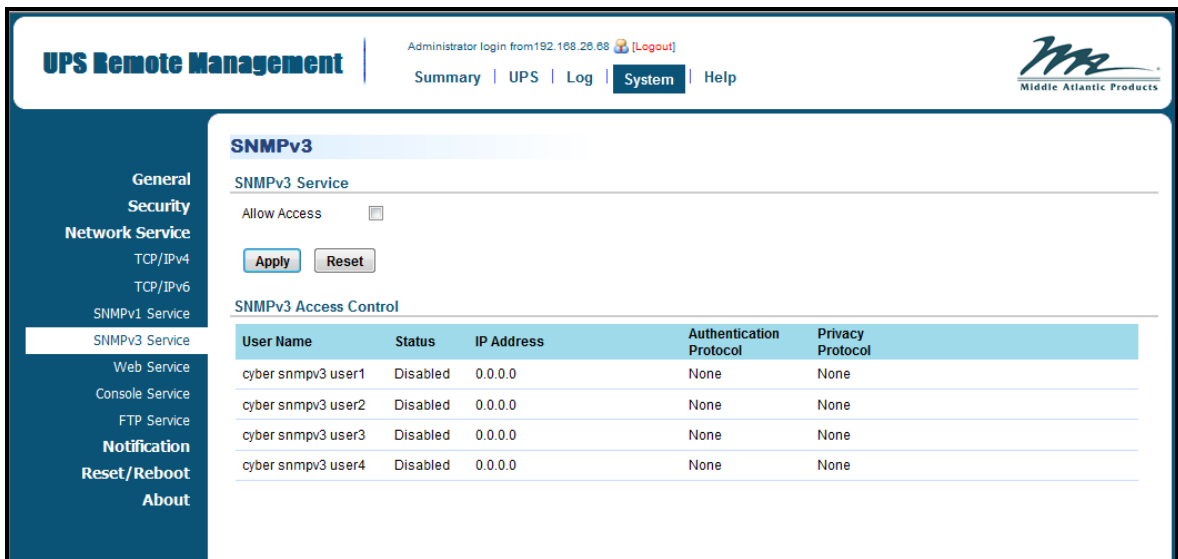 UPS Remote Management
Administrator login from192.168.26.68 [Logout]
Summary | UPS | Log | System | Help
Middle Atlantic Products
General
Security
Network Service
TCP/IPv4
TCP/IPv6
SNMPv1 Service
SNMPv3 Service
Web Service
Console Service
FTP Service
Notification
Reset/Reboot
About
SNMPv3
SNMPv3 Service
Allow Access
Apply Reset
SNMPv3 Access Control
User Name Status IP Address Authentication Protocol Privacy Protocol
cyber snmpv3 user1 Disabled 0.0.0.0 None None
cyber snmpv3 user2 Disabled 0.0.0.0 None None
cyber snmpv3 user3 Disabled 0.0.0.0 None None
cyber snmpv3 user4 Disabled 0.0.0.0 None None